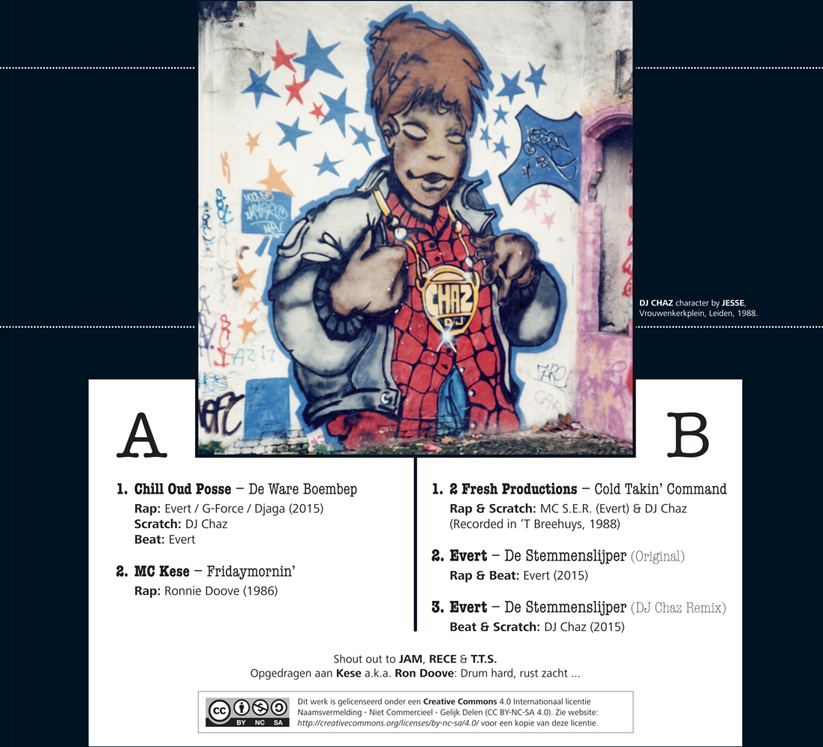 CHAZ
DJ
DJ CHAZ character by JESSE,
Vrouwenkerkplein, Leiden, 1988.
A
1. Chill Oud Posse – De Ware Boembep
Rap: Evert / G-Force / Djaga (2015)
Scratch: DJ Chaz
Beat: Evert
2. MC Kese – Fridaymornin’
Rap: Ronnie Doove (1986)
B
1. 2 Fresh Productions – Cold Takin’ Command
Rap & Scratch: MC S.E.R. (Evert) & DJ Chaz
(Recorded in ‘T Breehuys, 1988)
2. Evert – De Stemmenslijper (Original)
Rap & Beat: Evert (2015)
3. Evert – De Stemmenslijper (DJ Chaz Remix)
Beat & Scratch: DJ Chaz (2015)
Shout out to JAM, RECE & T.T.S.
Opgedragen aan Kese a.k.a. Ron Doove: Drum hard, rust zacht ...
cc BY NC SA
Dit werk is gelicenseerd onder een Creative Commons 4.0 Internationaal licentie
Naamsvermelding - Niet Commercieel - Gelijk Delen (CC BY-NC-SA 4.0). Zie website:
http://creativecommons.org/licenses/by-nc-sa/4.0/ voor een kopie van deze licentie.